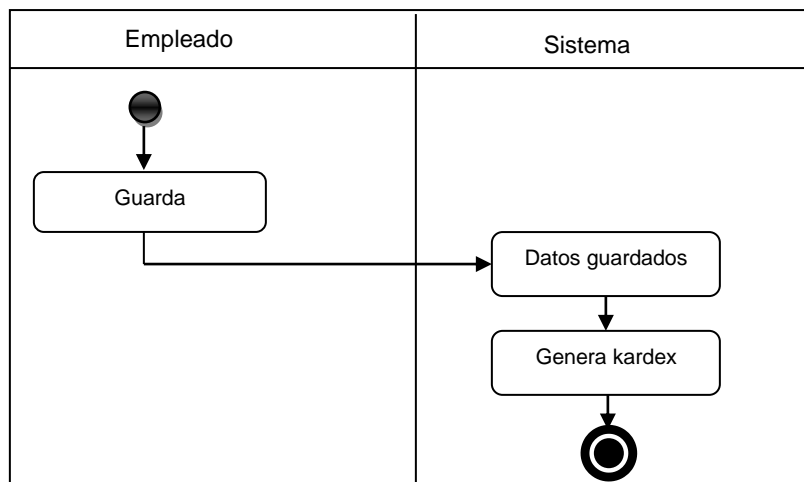 Empleado
Sistema
Guarda
Datos guardados
Genera kardex